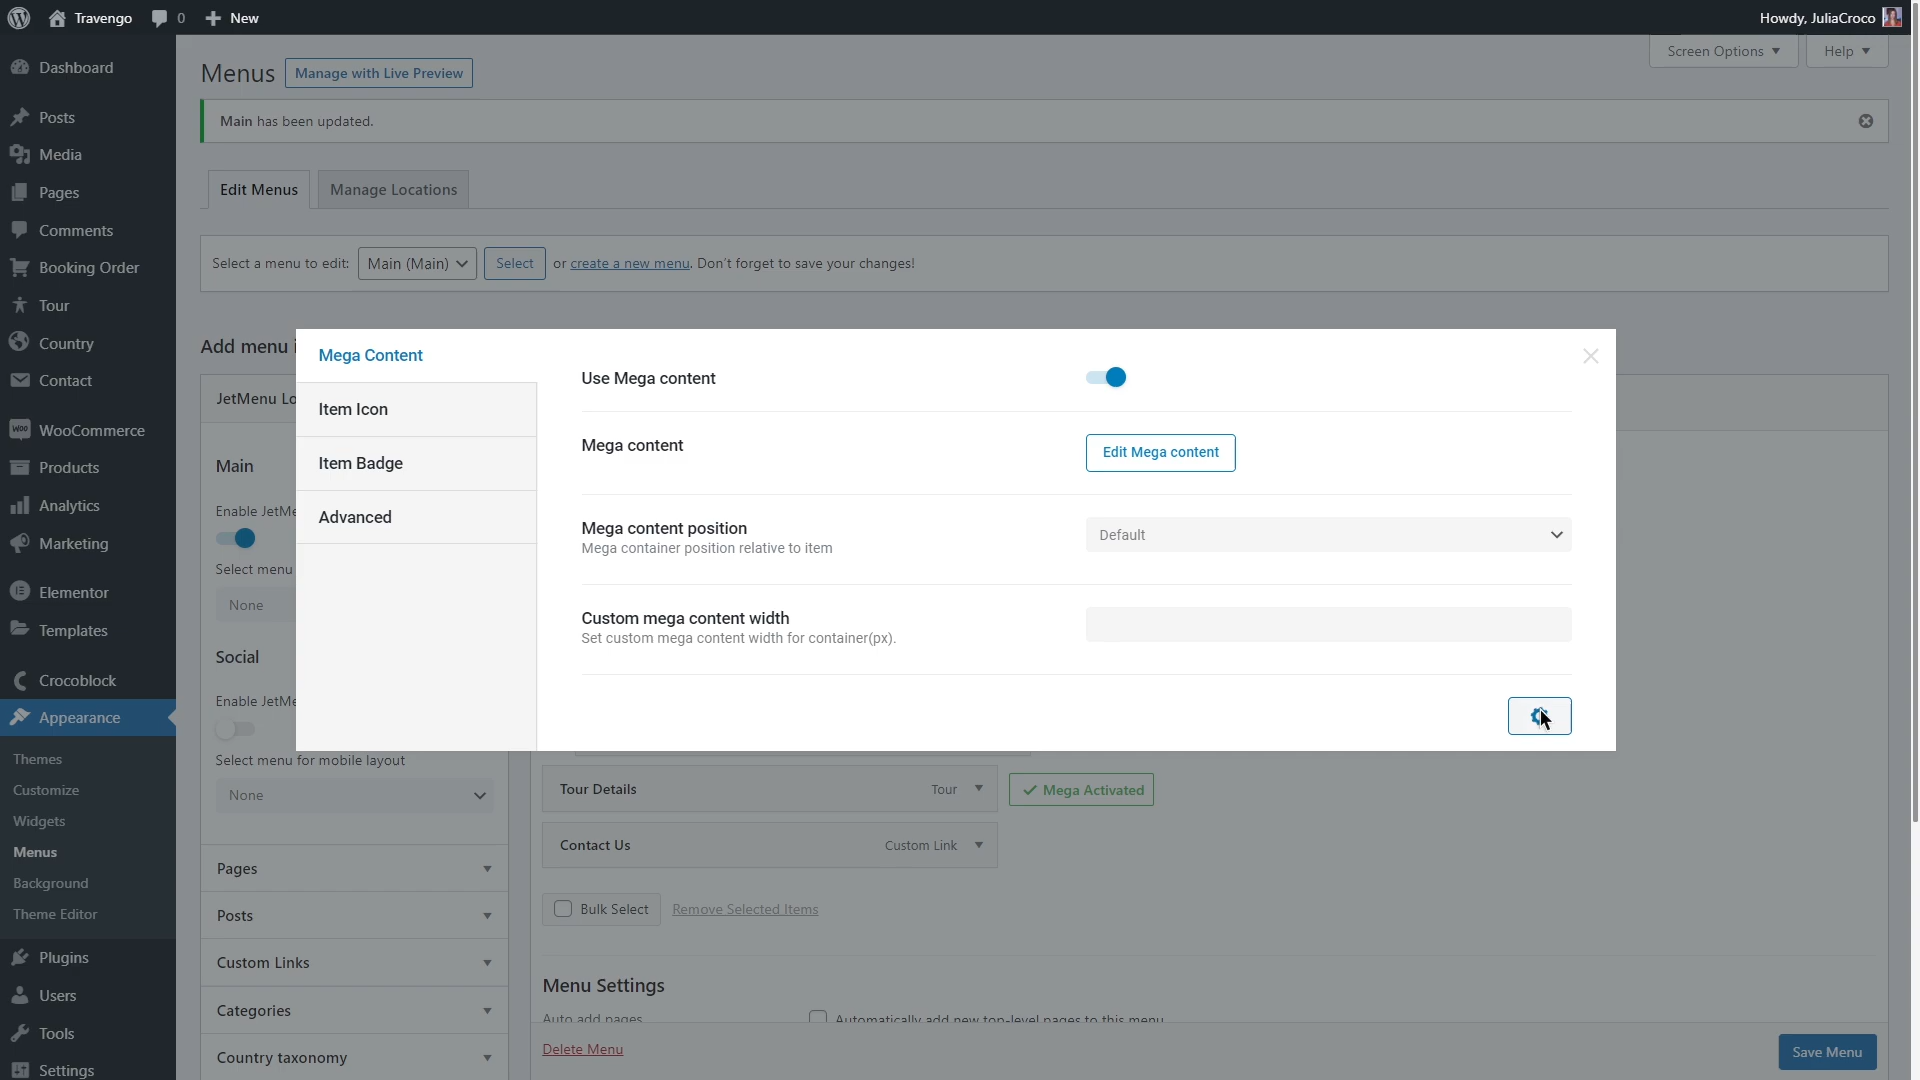 Travengo
0
New
Howdy, JuliaCroco
Dashboard
Posts
Media
Pages
Comments
Booking Order
Tour
Country
Contact
WooCommerce
Products
Analytics
Marketing
Elementor
Templates
Crocoblock
Appearance
Themes
Customize
Widgets
Menus
Background
Theme Editor
Plugins
Users
Tools
Settings
Screen Options
Help
Menus
Manage with Live Preview
Main has been updated.
Edit Menus
Manage Locations
Select a menu to edit:
Main (Main)
Select
or create a new menu. Don't forget to save your changes!
Add menu i
JetMenu Lo
Main
Enable JetMe
Select menu
None
Social
Enable JetMe
Select menu for mobile layout
None
Pages
Posts
Custom Links
Categories
Country taxonomy
Mega Content
Item Icon
Item Badge
Advanced
Use Mega content
Mega content
Edit Mega content
Mega content position
Mega container position relative to item
Default
Custom mega content width
Set custom mega content width for container(px).
Tour Details
Tour
Mega Activated
Contact Us
Custom Link
Bulk Select
Remove Selected Items
Menu Settings
Auto add pages
Automatically add new top-level pages to this menu
Delete Menu
Save Menu